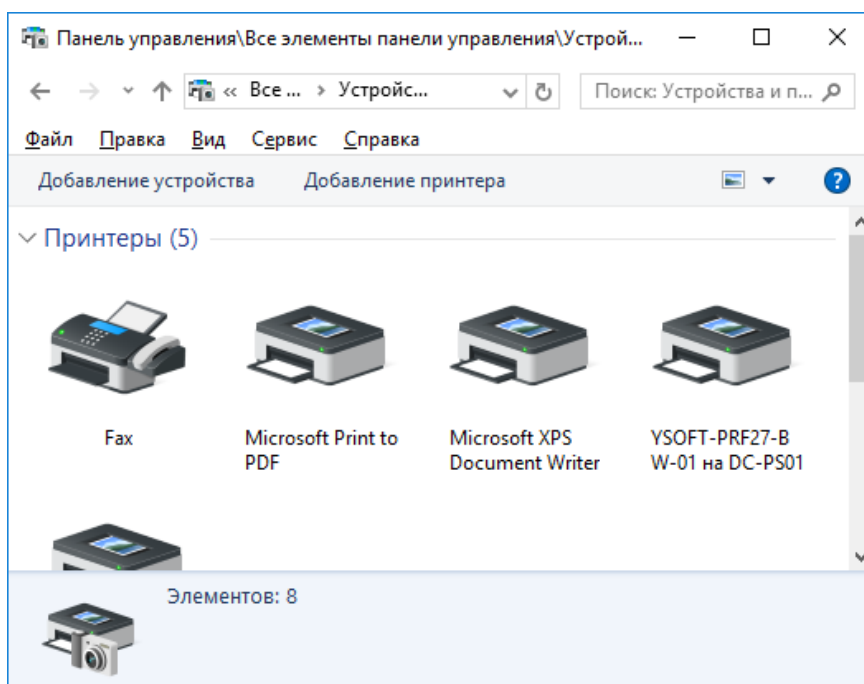 Панель управления\Все элементы панели управления\Устрой...
« Все ... › Устройс...
Поиск: Устройства и п...
Файл Правка Вид Сервис Справка
Добавление устройства Добавление принтера
?
Принтеры (5)
Fax
Microsoft Print to
PDF
Microsoft XPS
Document Writer
YSOFT-PRF27-B
W-01 на DC-PS01
Элементов: 8